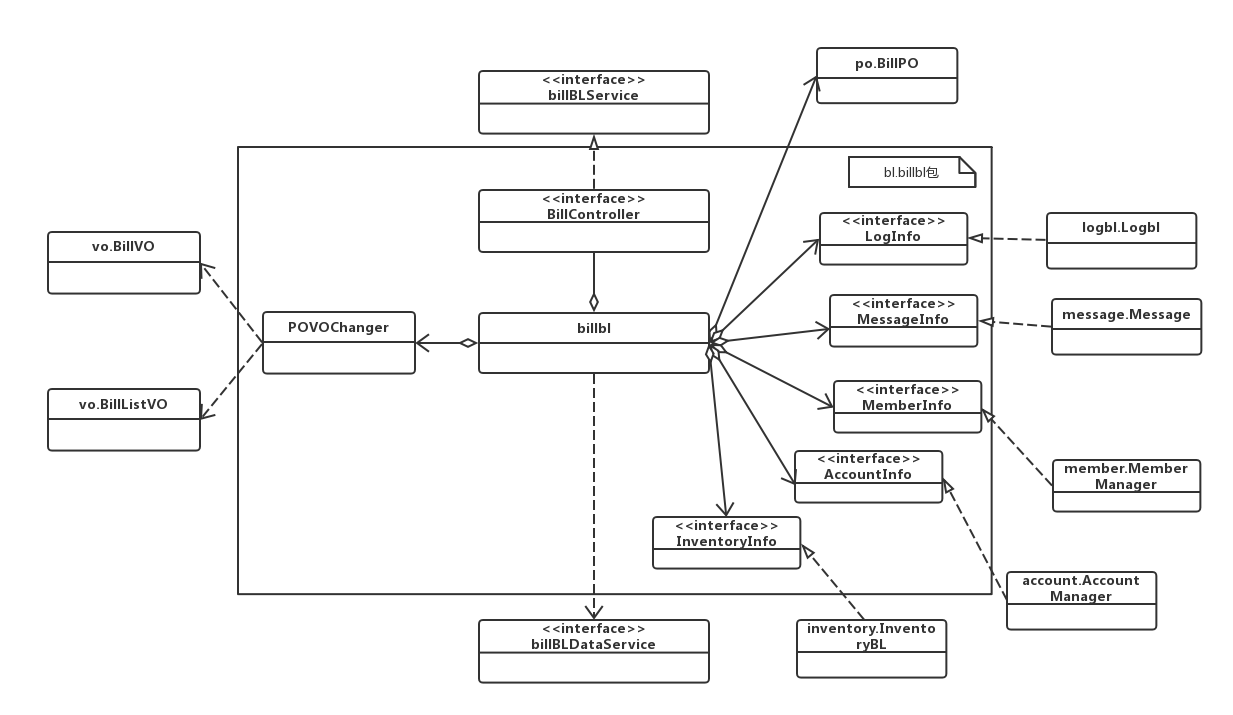 po.BillPO
<<interface>>
billBLService
bl.billbl包
<<interface>>
BillController
<<interface>>
LogInfo
logbl.Logbl
vo.BillVO
<<interface>>
MessageInfo
message.Message
POVOChanger
billbl
<<interface>>
MemberInfo
vo.BillListVO
<<interface>>
AccountInfo
member.Member
Manager
<<interface>>
InventoryInfo
account.Account
Manager
<<interface>>
billBLDataService
inventory.Invento
ryBL